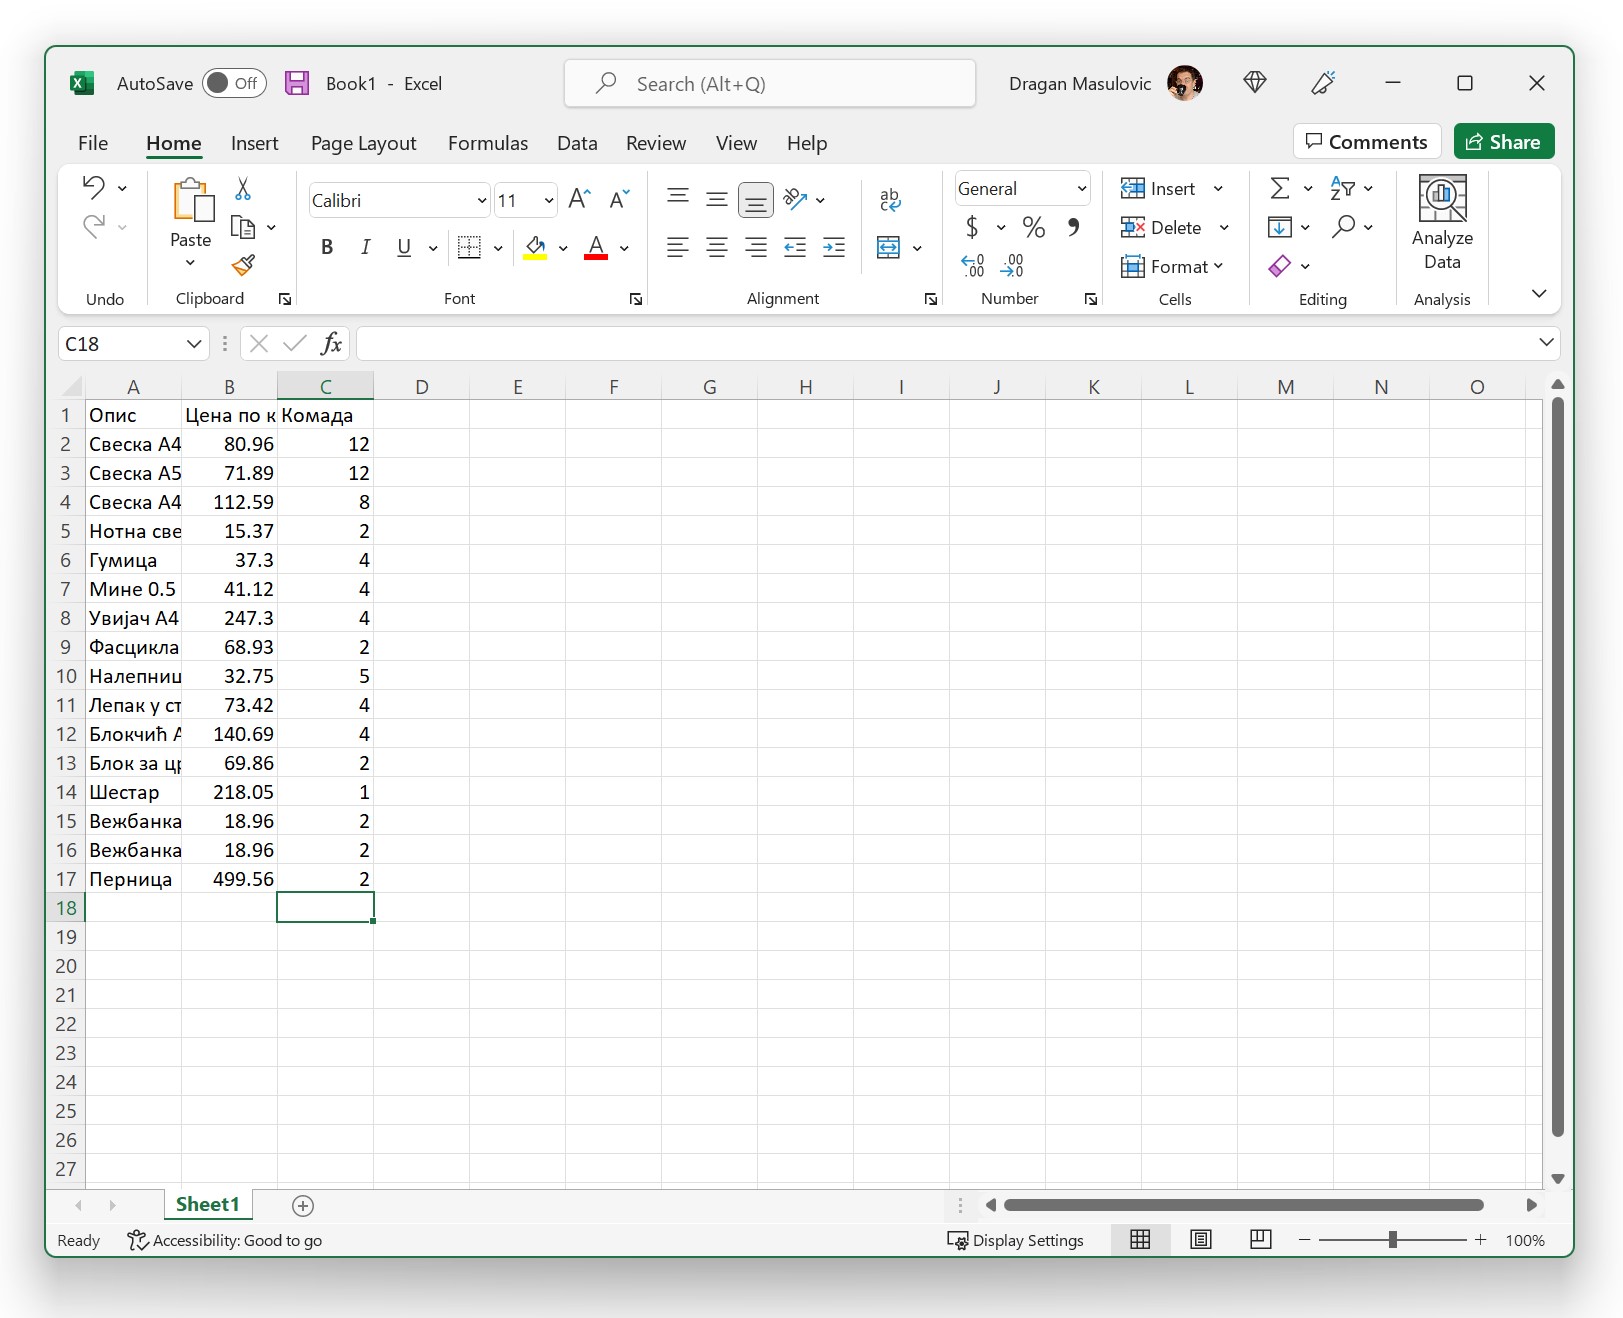 AutoSave Off Book1 - Excel Search (Alt+Q) Dragan Masulovic
File Home Insert Page Layout Formulas Data Review View Help Comments Share
Calibri 11 General Insert
Paste Delete Analyze Data
B I U A $ % Format
Undo Clipboard Font Alignment Number Cells Editing Analysis
C18 fx
A B C D E F G H I J K L M N O
1 Опис Цена по к Комада
2 Свеска А4 80.96 12
3 Свеска А5 71.89 12
4 Свеска А4 112.59 8
5 Нотна све 15.37 2
6 Гумица 37.3 4
7 Мине 0.5 41.12 4
8 Увијач А4 247.3 4
9 Фасцикла 68.93 2
10 Налепниц 32.75 5
11 Лепак у ст 73.42 4
12 Блокчић А 140.69 4
13 Блок за цр 69.86 2
14 Шестар 218.05 1
15 Вежбанка 18.96 2
16 Вежбанка 18.96 2
17 Перница 499.56 2
18
19
20
21
22
23
24
25
26
27
Sheet1
Ready Accessibility: Good to go Display Settings 100%